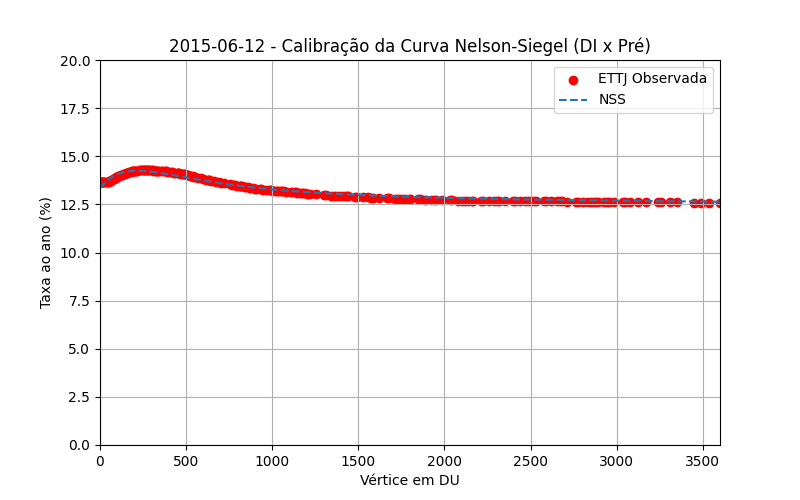 2015-06-12 - Calibração da Curva Nelson-Siegel (DI x Pré)
ETTJ Observada
NSS
Taxa ao ano (%)
20.0
17.5
15.0
12.5
10.0
7.5
5.0
2.5
0.0
0 500 1000 1500 2000 2500 3000 3500
Vértice em DU